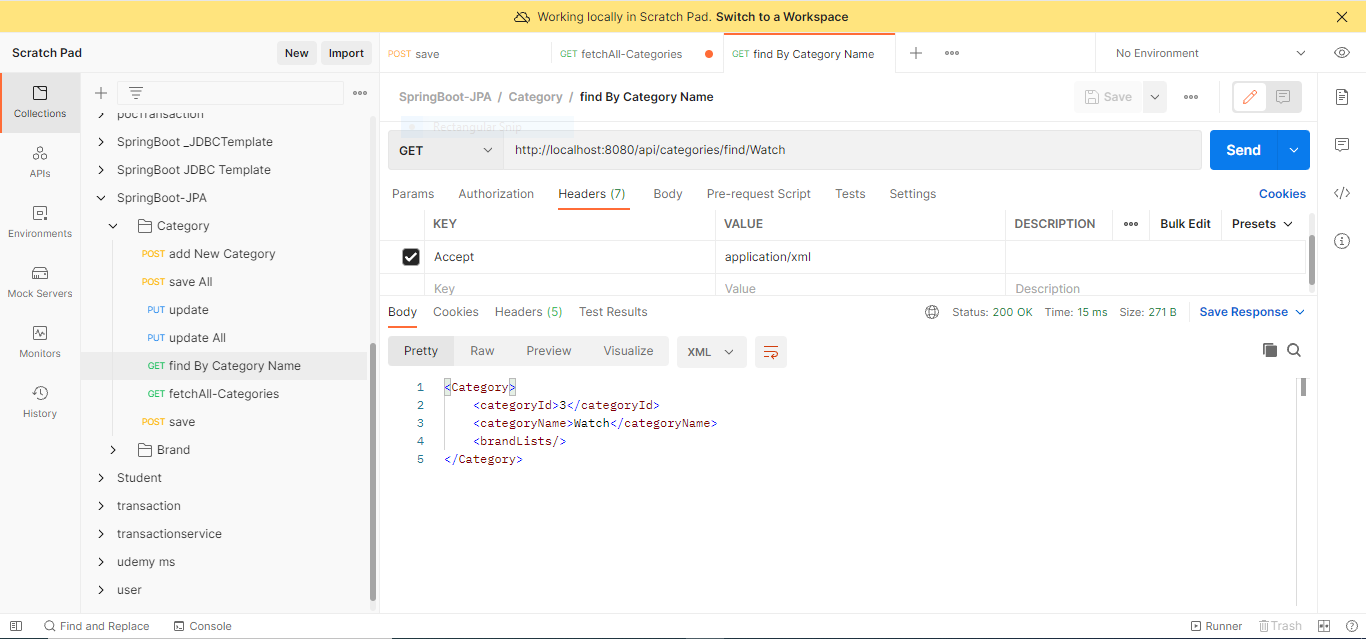 Working locally in Scratch Pad. Switch to a Workspace
Scratch Pad
New
Import
POST save
GET fetchAll-Categories
GET find By Category Name
No Environment
Collections
APIs
Environments
Mock Servers
Monitors
History
pocTransaction
SpringBoot _JDBCTemplate
SpringBoot JDBC Template
SpringBoot-JPA
Category
POST add New Category
POST save All
PUT update
PUT update All
GET find By Category Name
GET fetchAll-Categories
POST save
Brand
Student
transaction
transactionservice
udemy ms
user
SpringBoot-JPA / Category / find By Category Name
Save
Rectangular Snip
GET
http://localhost:8080/api/categories/find/Watch
Send
Params Authorization Headers (7) Body Pre-request Script Tests Settings
Cookies
KEY VALUE DESCRIPTION
Bulk Edit Presets
Accept application/xml
Key Value Description
Body Cookies Headers (5) Test Results
Status: 200 OK Time: 15 ms Size: 271 B
Save Response
Pretty Raw Preview Visualize XML
1 <Category>
2 <categoryId>3</categoryId>
3 <categoryName>Watch</categoryName>
4 <brandLists/>
5 </Category>
Find and Replace
Console
Runner
Trash